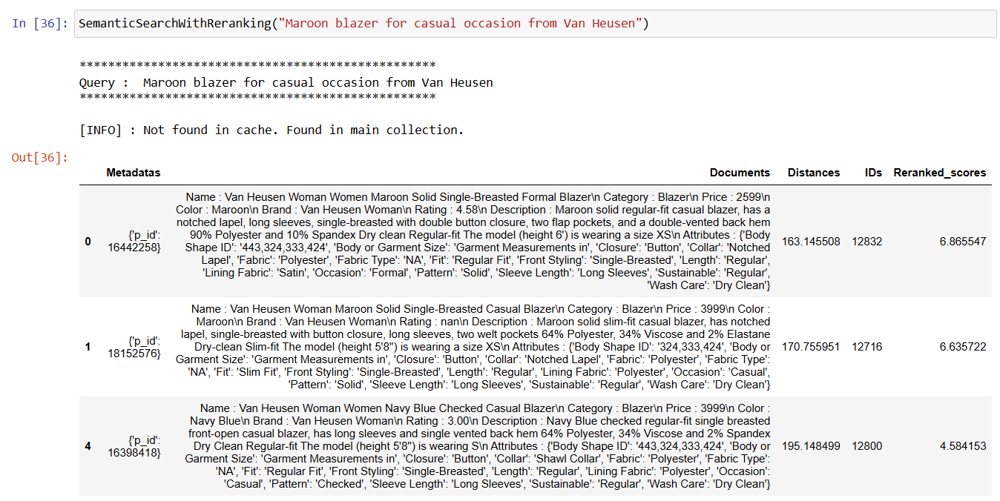 In [36]: SemanticSearchWithReranking("Maroon blazer for casual occasion from Van Heusen")
**************************************************
Query :  Maroon blazer for casual occasion from Van Heusen
**************************************************
[INFO] : Not found in cache. Found in main collection.
Out[36]:
Metadatas Documents Distances IDs Reranked_scores
0 {'p_id': 16442258} Name : Van Heusen Woman Women Maroon Solid Single-Breasted Formal Blazer\n Category : Blazer\n Price : 2599\n
Color : Maroon\n Brand : Van Heusen Woman\n Rating : 4.58\n Description : Maroon solid regular-fit casual blazer, has a
notched lapel, long sleeves, single-breasted with double button closure, two flap pockets, and a double-vented back hem
90% Polyester and 10% Spandex Dry clean Regular-fit The model (height 6') is wearing a size XS\n Attributes : {'Body
Shape ID': '443,324,333,424', 'Body or Garment Size': 'Garment Measurements in', 'Closure': 'Button', 'Collar': 'Notched
Lapel', 'Fabric': 'Polyester', 'Fabric Type': 'NA', 'Fit': 'Regular Fit', 'Front Styling': 'Single-Breasted', 'Length': 'Regular',
'Lining Fabric': 'Satin', 'Occasion': 'Formal', 'Pattern': 'Solid', 'Sleeve Length': 'Long Sleeves', 'Sustainable': 'Regular',
'Wash Care': 'Dry Clean'}
163.145508 12832 6.865547
1 {'p_id': 18152576} Name : Van Heusen Woman Maroon Solid Single-Breasted Casual Blazer\n Category : Blazer\n Price : 3999\n Color :
Maroon\n Brand : Van Heusen Woman\n Rating : nan\n Description : Maroon solid slim-fit casual blazer, has notched
lapel, single-breasted with button closure, long sleeves, two welt pockets 64% Polyester, 34% Viscose and 2% Elastane
Dry-clean Slim-fit The model (height 5'8") is wearing a size XS\n Attributes : {'Body Shape ID': '324,333,424', 'Body or
Garment Size': 'Garment Measurements in', 'Closure': 'Button', 'Collar': 'Notched Lapel', 'Fabric': 'Polyester', 'Fabric Type':
'NA', 'Fit': 'Slim Fit', 'Front Styling': 'Single-Breasted', 'Length': 'Regular', 'Lining Fabric': 'Polyester', 'Occasion': 'Casual',
'Pattern': 'Solid', 'Sleeve Length': 'Long Sleeves', 'Sustainable': 'Regular', 'Wash Care': 'Dry Clean'}
170.755951 12716 6.635722
4 {'p_id': 16398418} Name : Van Heusen Woman Women Navy Blue Checked Casual Blazer\n Category : Blazer\n Price : 3999\n Color :
Navy Blue\n Brand : Van Heusen Woman\n Rating : 3.00\n Description : Navy Blue checked regular-fit single breasted
front-open casual blazer, has long sleeves and single vented back hem 64% Polyester, 34% Viscose and 2% Spandex
Dry Clean Regular-fit The model (height 5'8") is wearing S\n Attributes : {'Body Shape ID': '443,324,333,424', 'Body or
Garment Size': 'Garment Measurements in', 'Closure': 'Button', 'Collar': 'Shawl Collar', 'Fabric': 'Polyester', 'Fabric Type':
'NA', 'Fit': 'Regular Fit', 'Front Styling': 'Single-Breasted', 'Length': 'Regular', 'Lining Fabric': 'Polyester', 'Occasion':
'Casual', 'Pattern': 'Checked', 'Sleeve Length': 'Long Sleeves', 'Sustainable': 'Regular', 'Wash Care': 'Dry Clean'}
195.148499 12800 4.584153